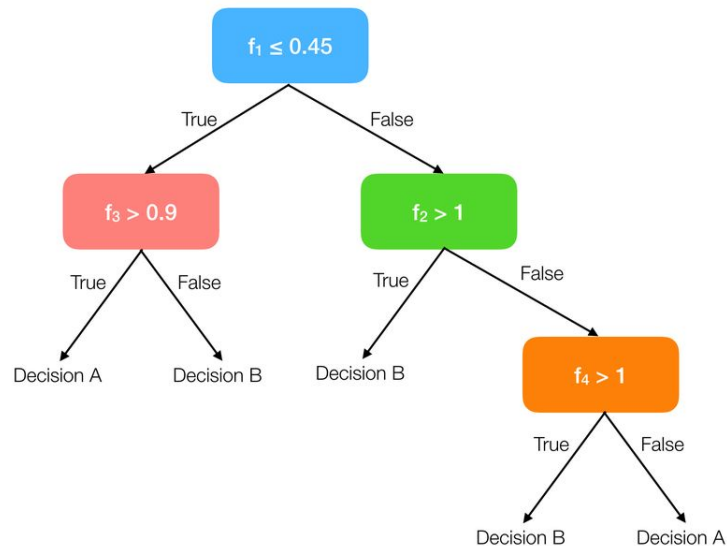 f₁ ≤ 0.45
True
False
f₃ > 0.9
f₂ > 1
True
False
True
False
Decision A
Decision B
Decision B
f₄ > 1
True
False
Decision B
Decision A